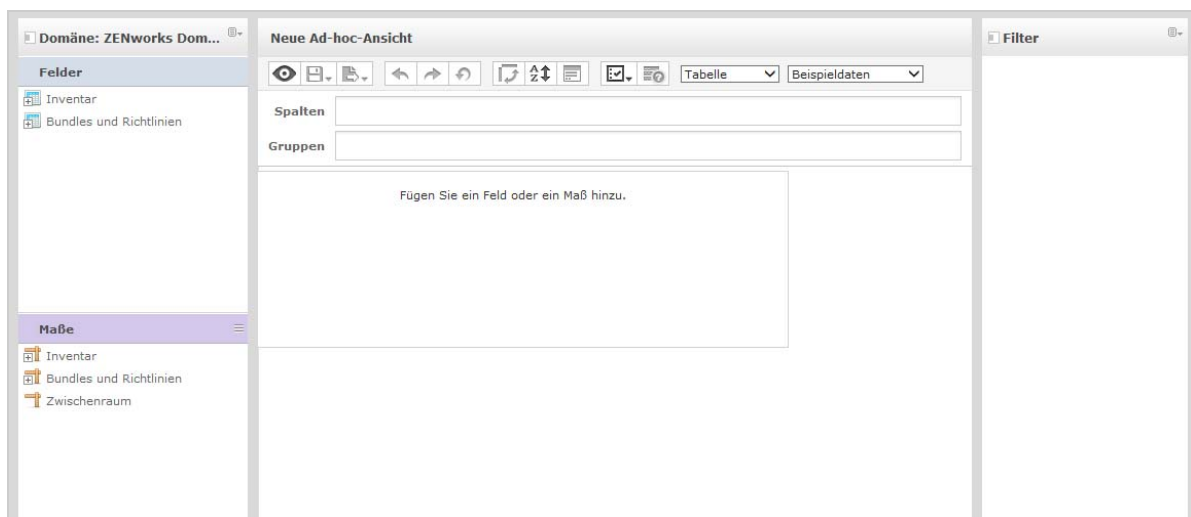 Domäne: ZENworks Dom...
Felder
Inventar
Bundles und Richtlinien
Maße
Inventar
Bundles und Richtlinien
Zwischenraum
Neue Ad-hoc-Ansicht
Tabelle Beispieldaten
Spalten
Gruppen
Fügen Sie ein Feld oder ein Maß hinzu.
Filter